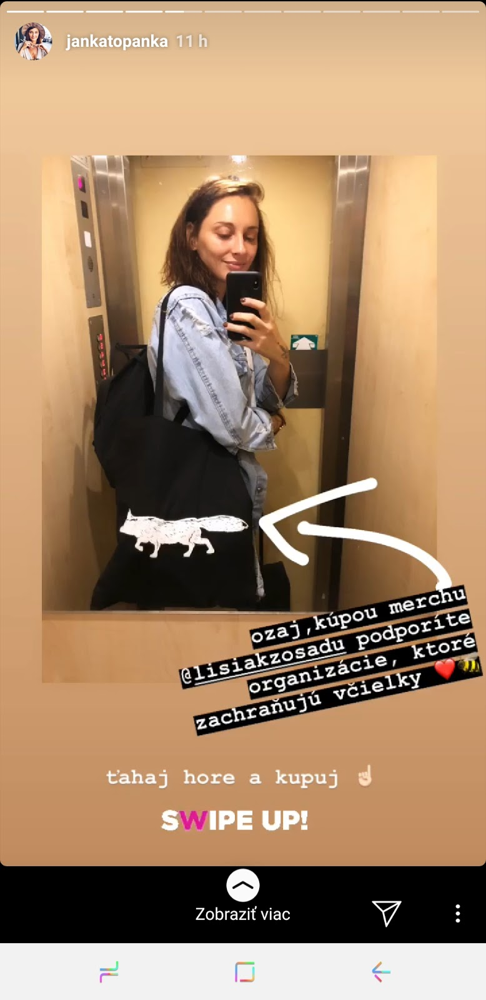 jankatopanka 11 h
ozaj,kúpou merchu
@lisiakzosadu podporíte
organizácie, ktoré
zachraňujú včielky ❤️🐝
ťahaj hore a kupuj ☝🏻
SWIPE UP!
Zobraziť viac